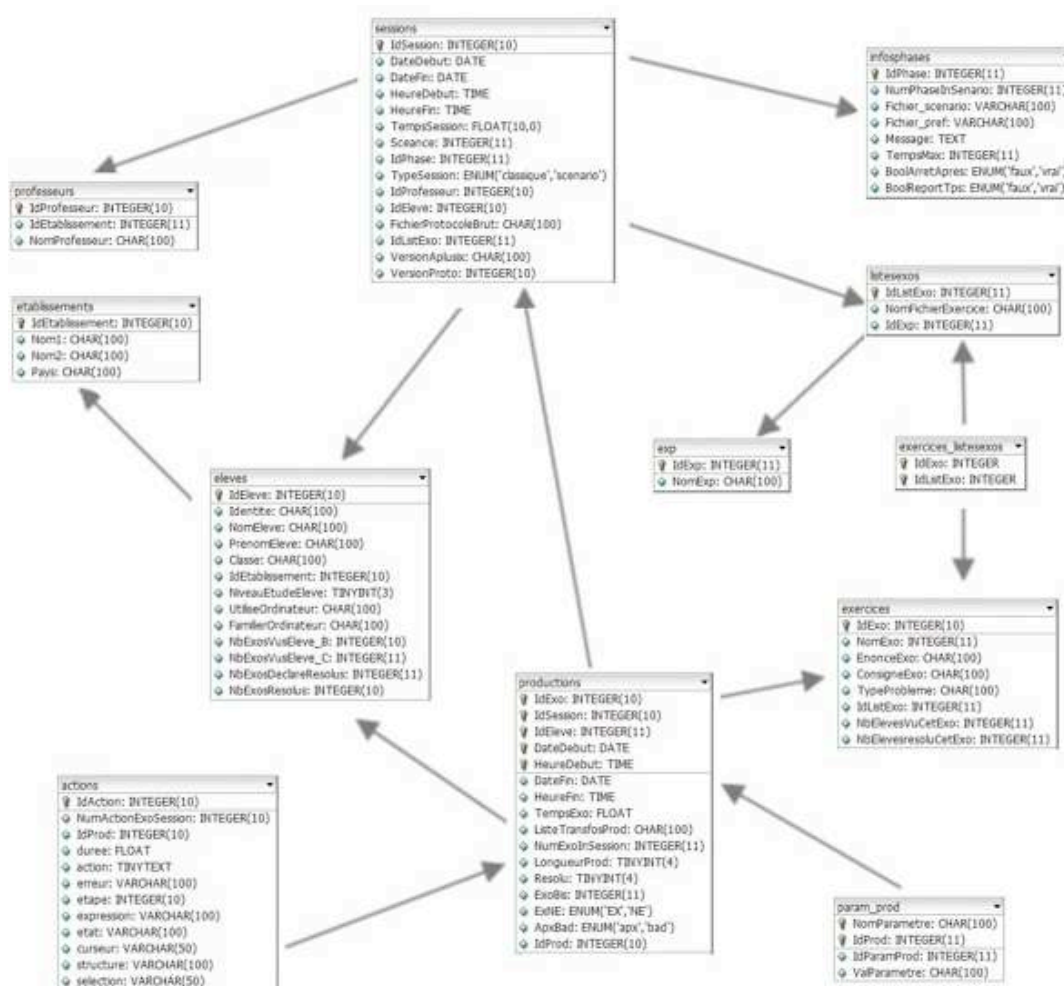 sessions
IdSession: INTEGER(10)
DateDebut: DATE
DateFin: DATE
HeureDebut: TIME
HeureFin: TIME
TempsSession: FLOAT(10,0)
Sceance: INTEGER(11)
IdPhase: INTEGER(11)
TypeSession: ENUM('classique','scenario')
IdProfesseur: INTEGER(10)
IdEleve: INTEGER(10)
FichierProtocoleBrut: CHAR(100)
IdListExo: INTEGER(11)
VersionAplusix: CHAR(100)
VersionProto: INTEGER(10)
infosphases
IdPhase: INTEGER(11)
NumPhaseInSenario: INTEGER(11)
Fichier_scenario: VARCHAR(100)
Fichier_pref: VARCHAR(100)
Message: TEXT
TempsMax: INTEGER(11)
BoolArretApres: ENUM('faux','vrai')
BoolReportTps: ENUM('faux','vrai')
professeurs
IdProfesseur: INTEGER(10)
IdEtablissement: INTEGER(11)
NomProfesseur: CHAR(100)
etablissements
IdEtablissement: INTEGER(10)
Nom1: CHAR(100)
Nom2: CHAR(100)
Pays: CHAR(100)
listesexos
IdListExo: INTEGER(11)
NomFichierExercice: CHAR(100)
IdExp: INTEGER(11)
exp
IdExp: INTEGER(11)
NomExp: CHAR(100)
exercices_listesexos
IdExo: INTEGER
IdListExo: INTEGER
eleves
IdEleve: INTEGER(10)
Identite: CHAR(100)
NomEleve: CHAR(100)
PrenomEleve: CHAR(100)
Classe: CHAR(100)
IdEtablissement: INTEGER(10)
NiveauEtudeEleve: TINYINT(3)
UtiliseOrdinateur: CHAR(100)
FamilierOrdinateur: CHAR(100)
NbExosVusEleve_B: INTEGER(10)
NbExosVusEleve_C: INTEGER(11)
NbExosDeclareResolus: INTEGER(11)
NbExosResolus: INTEGER(10)
exercices
IdExo: INTEGER(10)
NomExo: INTEGER(11)
EnonceExo: CHAR(100)
ConsigneExo: CHAR(100)
TypeProbleme: CHAR(100)
IdListExo: INTEGER(11)
NbElevesVuCetExo: INTEGER(11)
NbElevesresoluCetExo: INTEGER(11)
productions
IdExo: INTEGER(10)
IdSession: INTEGER(10)
IdEleve: INTEGER(11)
DateDebut: DATE
HeureDebut: TIME
DateFin: DATE
HeureFin: TIME
TempsExo: FLOAT
ListeTransfosProd: CHAR(100)
NumExoInSession: INTEGER(11)
LongueurProd: TINYINT(4)
Resolu: TINYINT(4)
ExoBis: INTEGER(11)
ExNE: ENUM('EX','NE')
ApxBad: ENUM('apx','bad')
IdProd: INTEGER(10)
actions
IdAction: INTEGER(10)
NumActionExoSession: INTEGER(10)
IdProd: INTEGER(10)
duree: FLOAT
action: TINYTEXT
erreur: VARCHAR(100)
etape: INTEGER(10)
expression: VARCHAR(100)
etat: VARCHAR(100)
curseur: VARCHAR(50)
structure: VARCHAR(100)
selection: VARCHAR(50)
param_prod
NomParametre: CHAR(100)
IdProd: INTEGER(11)
IdParamProd: INTEGER(11)
ValParametre: CHAR(100)